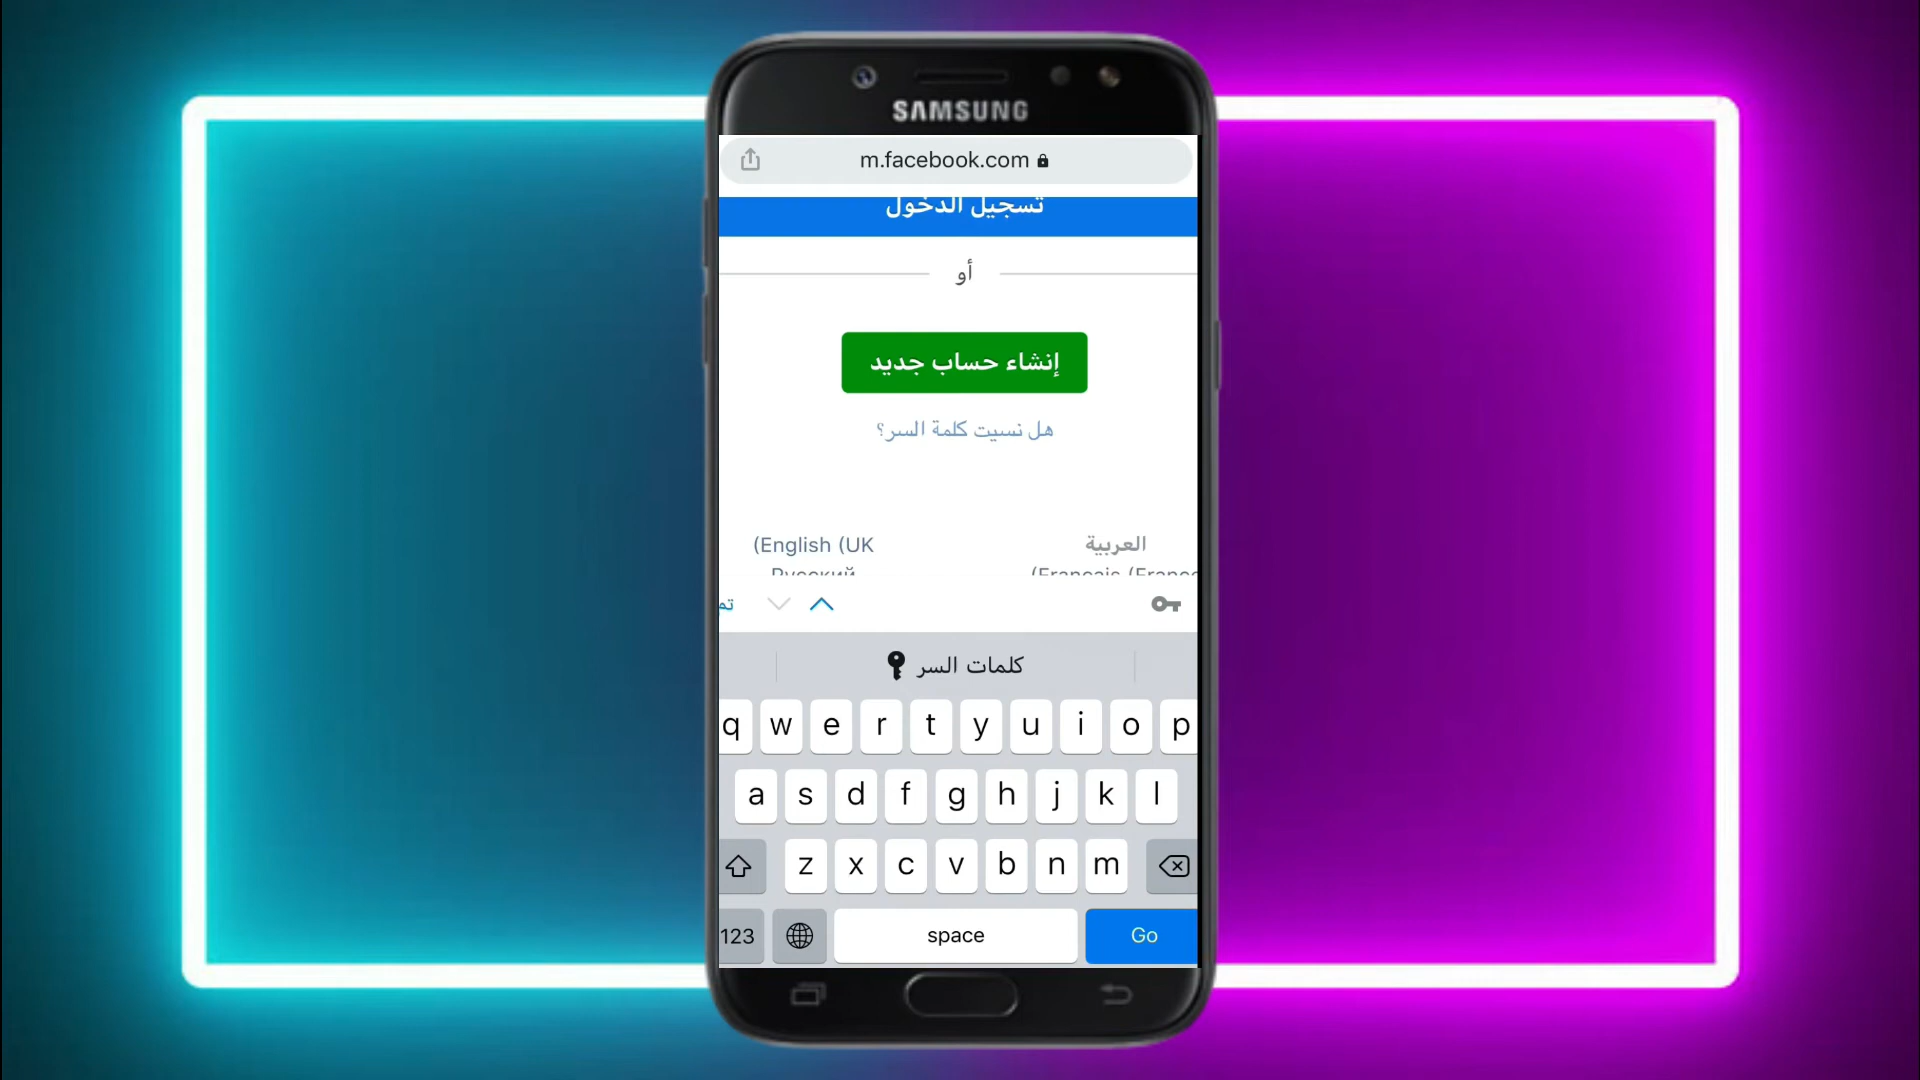 SAMSUNG
m.facebook.com
تسجيل الدخول
أو
إنشاء حساب جديد
هل نسيت كلمة السر؟
العربية
(English (UK
Русский
كلمات السر
q w e r t y u i o p
a s d f g h j k l
z x c v b n m
123 space Go